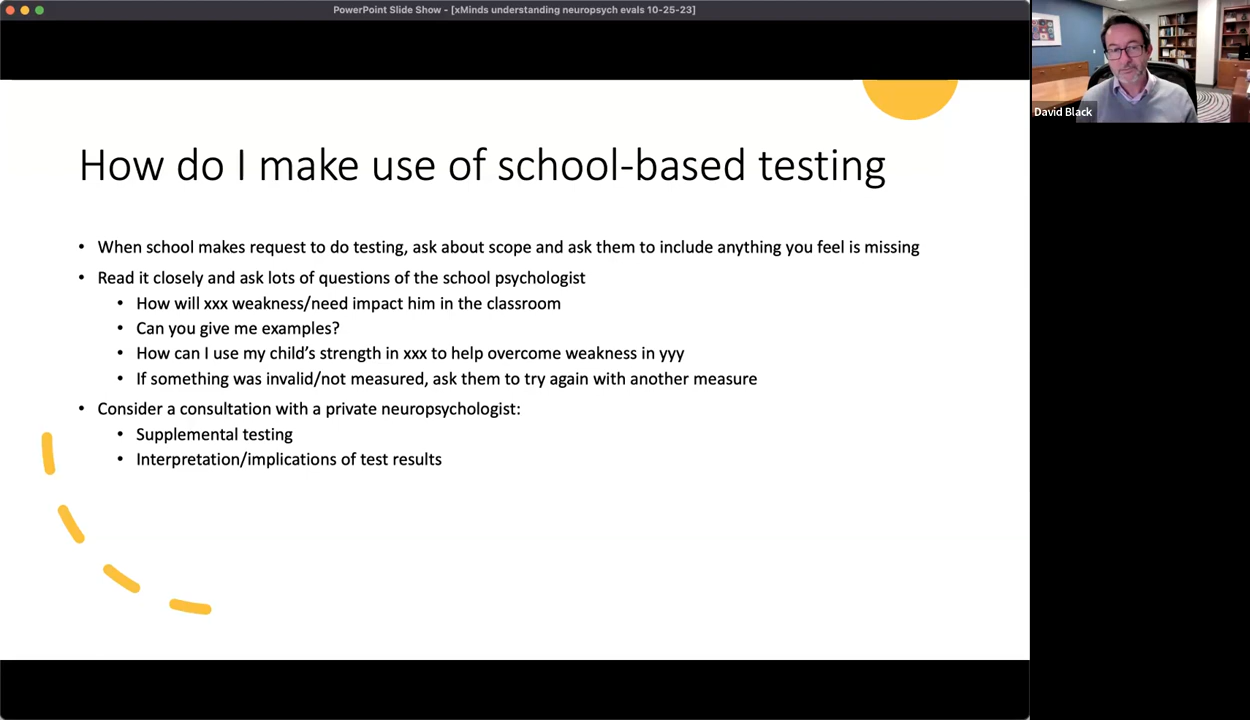 PowerPoint Slide Show - [xMinds understanding neuropsych evals 10-25-23]
David Black
How do I make use of school-based testing
• When school makes request to do testing, ask about scope and ask them to include anything you feel is missing
• Read it closely and ask lots of questions of the school psychologist
• How will xxx weakness/need impact him in the classroom
• Can you give me examples?
• How can I use my child's strength in xxx to help overcome weakness in yyy
• If something was invalid/not measured, ask them to try again with another measure
• Consider a consultation with a private neuropsychologist:
• Supplemental testing
• Interpretation/implications of test results